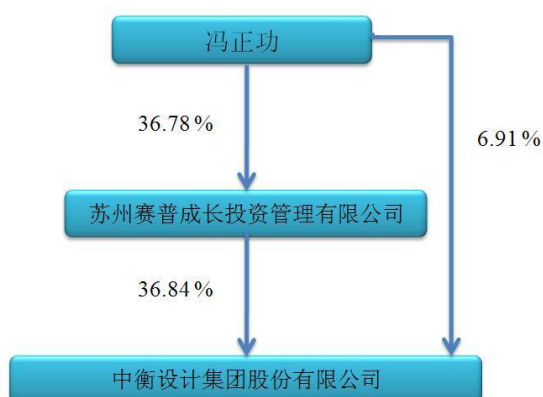 冯正功
36.78%
6.91%
苏州赛普成长投资管理有限公司
36.84%
中衡设计集团股份有限公司